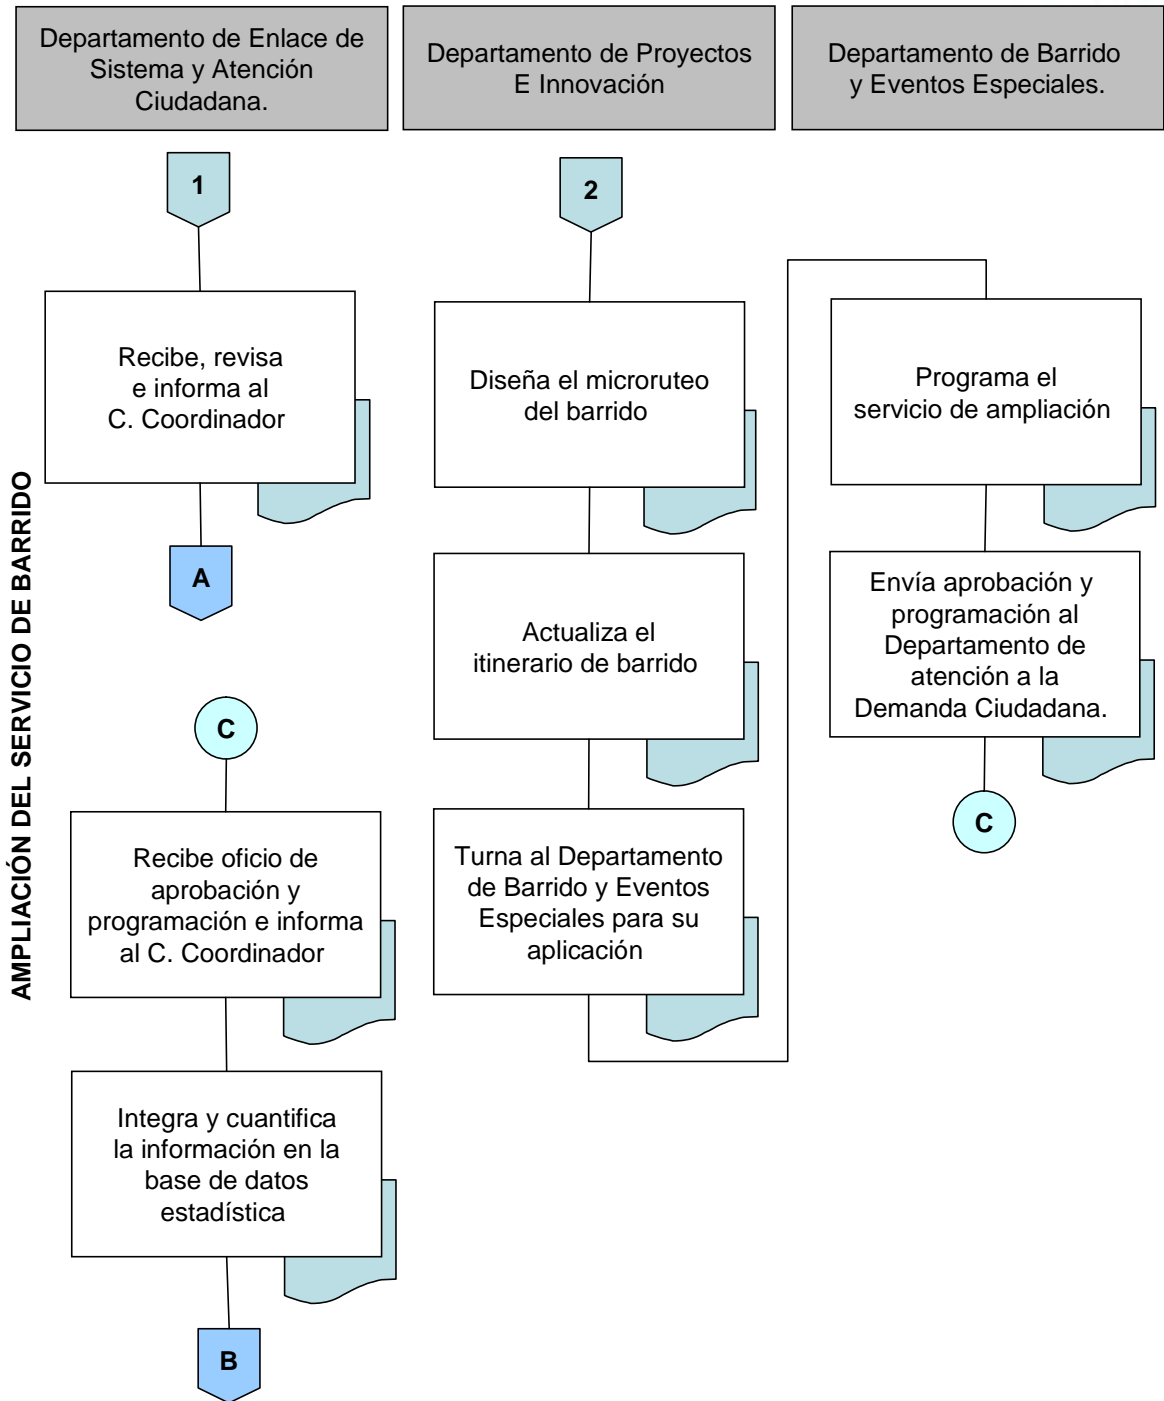 Departamento de Enlace de
Sistema y Atención
Ciudadana.
Departamento de Proyectos
E Innovación
Departamento de Barrido
y Eventos Especiales.
AMPLIACIÓN DEL SERVICIO DE BARRIDO
1
Recibe, revisa
e informa al
C. Coordinador
A
C
Recibe oficio de
aprobación y
programación e informa
al C. Coordinador
Integra y cuantifica
la información en la
base de datos
estadística
B
2
Diseña el microruteo
del barrido
Actualiza el
itinerario de barrido
Turna al Departamento
de Barrido y Eventos
Especiales para su
aplicación
Programa el
servicio de ampliación
Envía aprobación y
programación al
Departamento de
atención a la
Demanda Ciudadana.
C